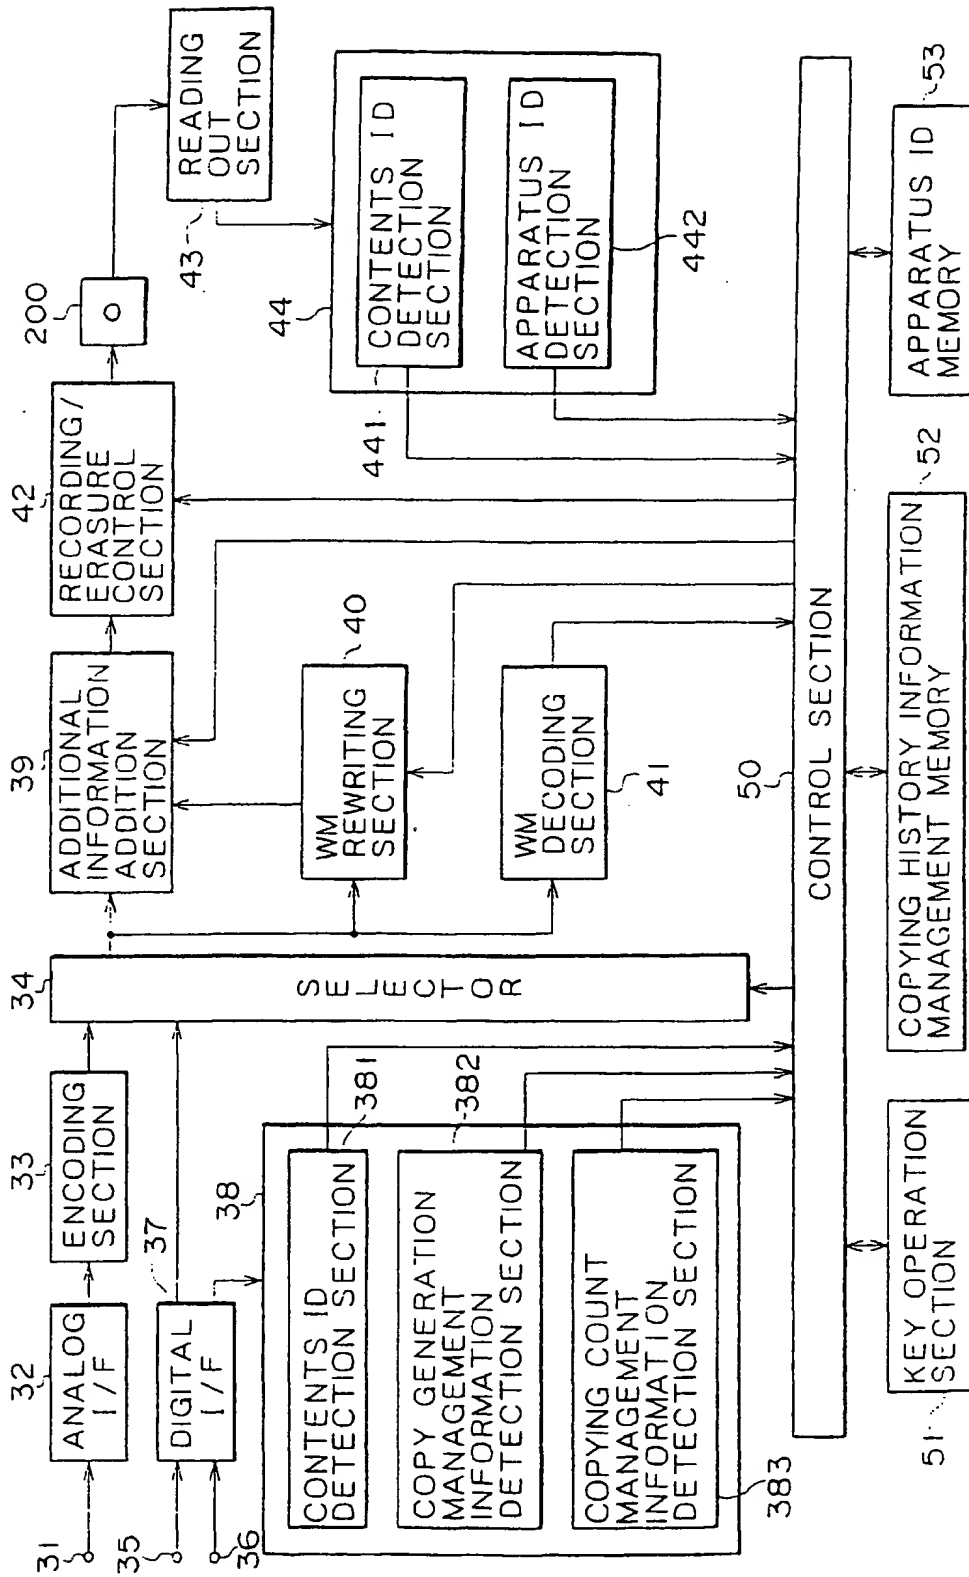 31
32
ANALOG
I/F
33
ENCODING
SECTION
34
SELECTOR
35
36
37
DIGITAL
I/F
38
CONTENTS ID
DETECTION SECTION
381
COPY GENERATION
MANAGEMENT
INFORMATION
DETECTION SECTION
382
COPYING COUNT
MANAGEMENT
INFORMATION
DETECTION SECTION
383
39
ADDITIONAL
INFORMATION
ADDITION
SECTION
WM
REWRITING
SECTION
40
WM
DECODING
SECTION
41
42
RECORDING/
ERASURE
CONTROL
SECTION
200
READING
OUT
SECTION
43
44
CONTENTS ID
DETECTION
SECTION
441
APPARATUS ID
DETECTION
SECTION
442
50
CONTROL SECTION
51
KEY OPERATION
SECTION
COPYING HISTORY INFORMATION
MANAGEMENT MEMORY
52
APPARATUS ID
MEMORY
53